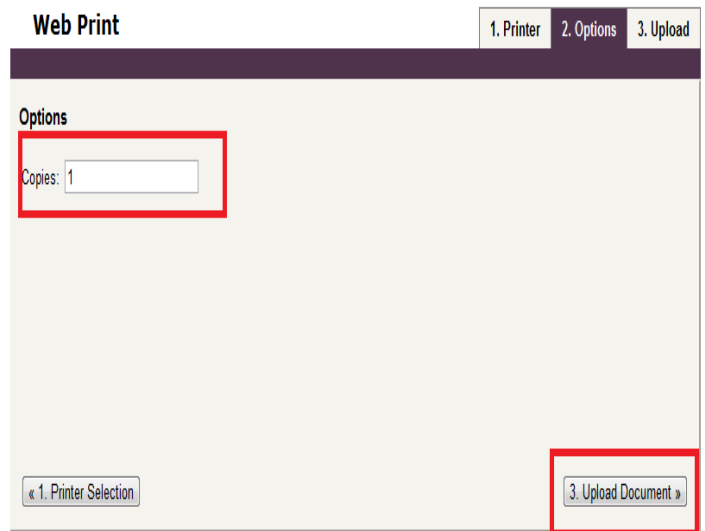 Web Print
1. Printer 2. Options 3. Upload
Options
Copies: 1
« 1. Printer Selection 3. Upload Document »